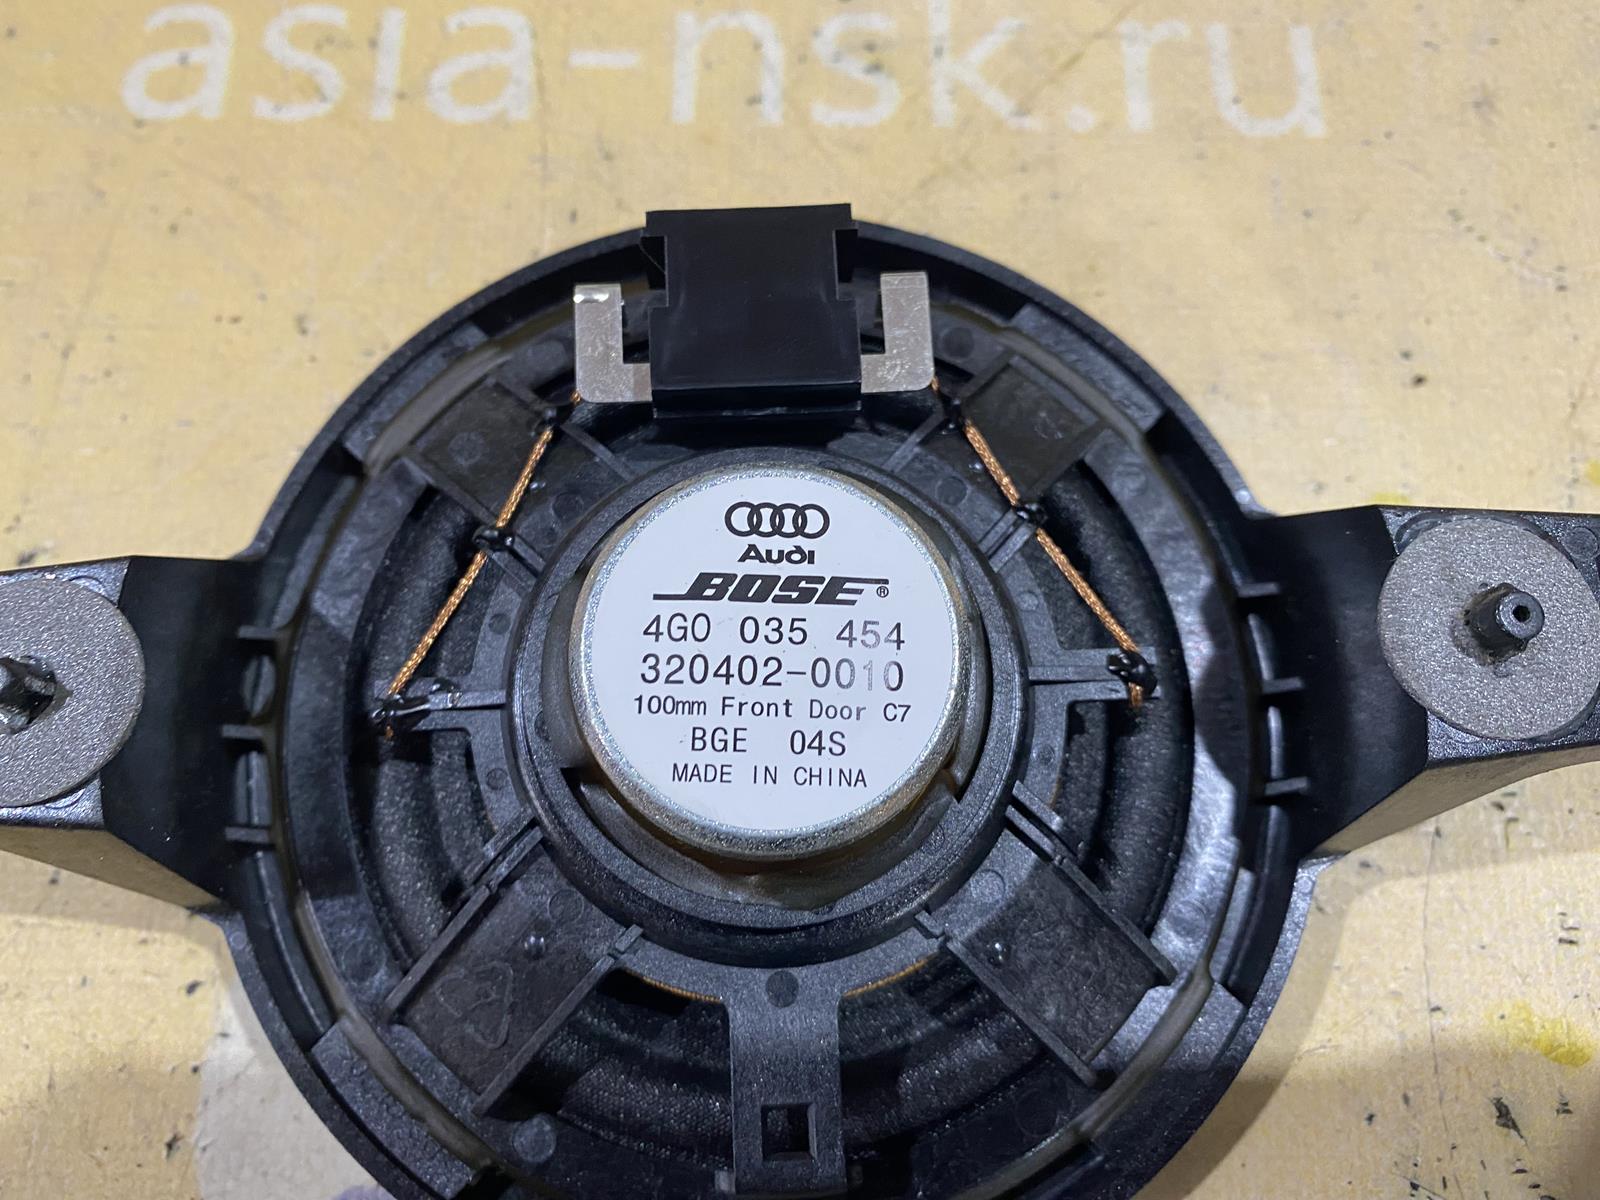 asia-nsk.ru
Audi
BOSE®
4G0 035 454
320402-0010
100mm Front Door C7
BGE 04S
MADE IN CHINA